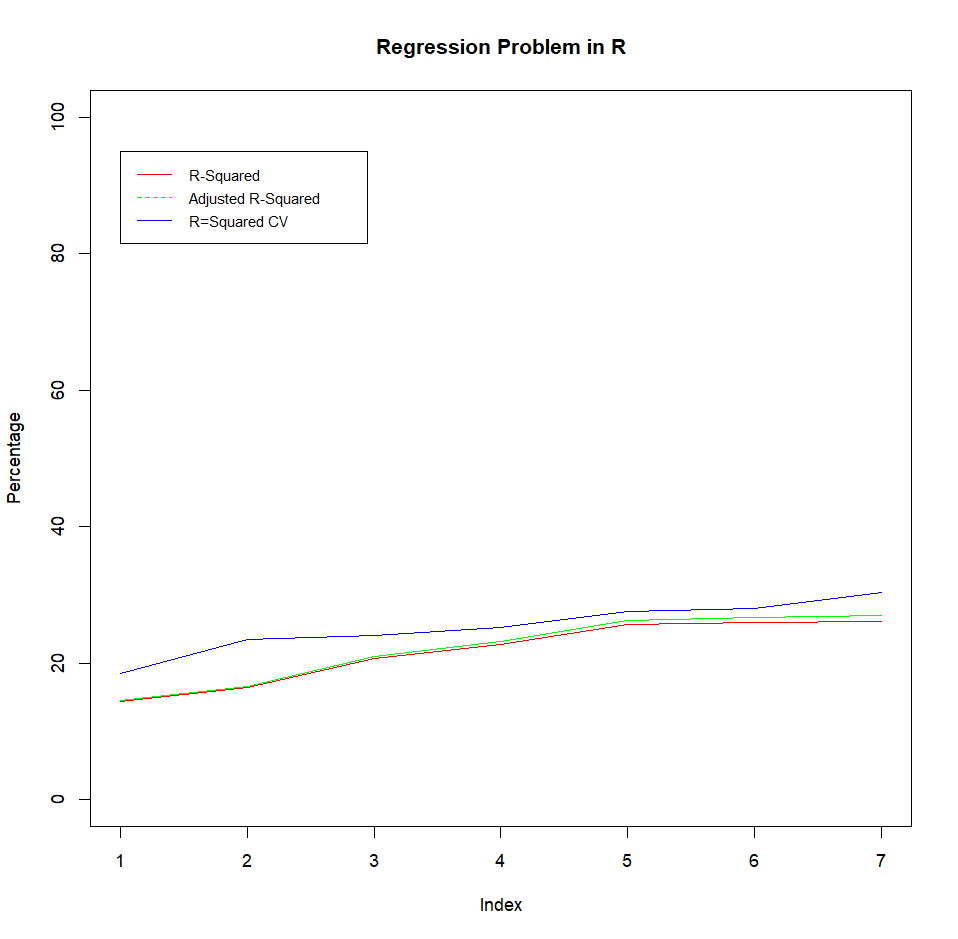 Regression Problem in R
100
80
60
40
20
0
Percentage
R-Squared
Adjusted R-Squared
R=Squared CV
1 2 3 4 5 6 7
Index